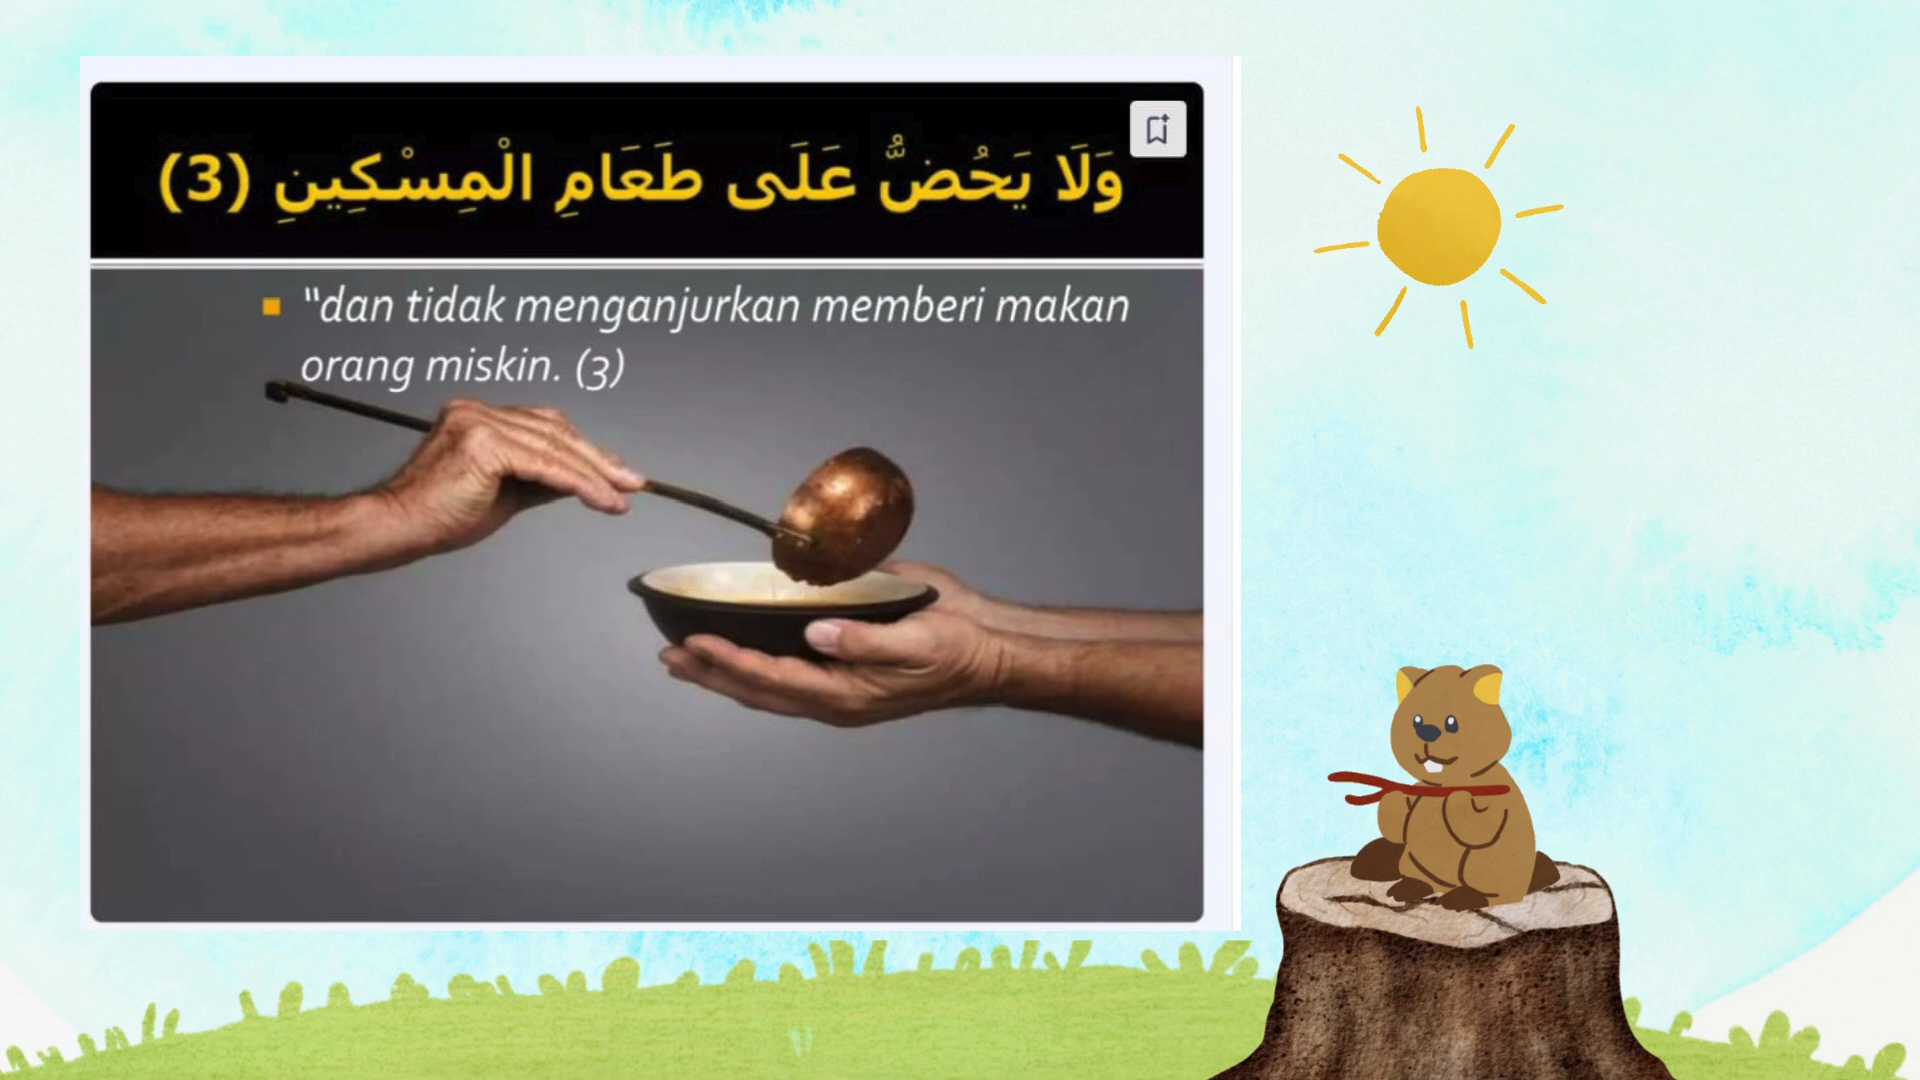 وَلَا يَحُضُّ عَلَى طَعَامِ الْمِسْكِينِ (3)
"dan tidak menganjurkan memberi makan
orang miskin. (3)